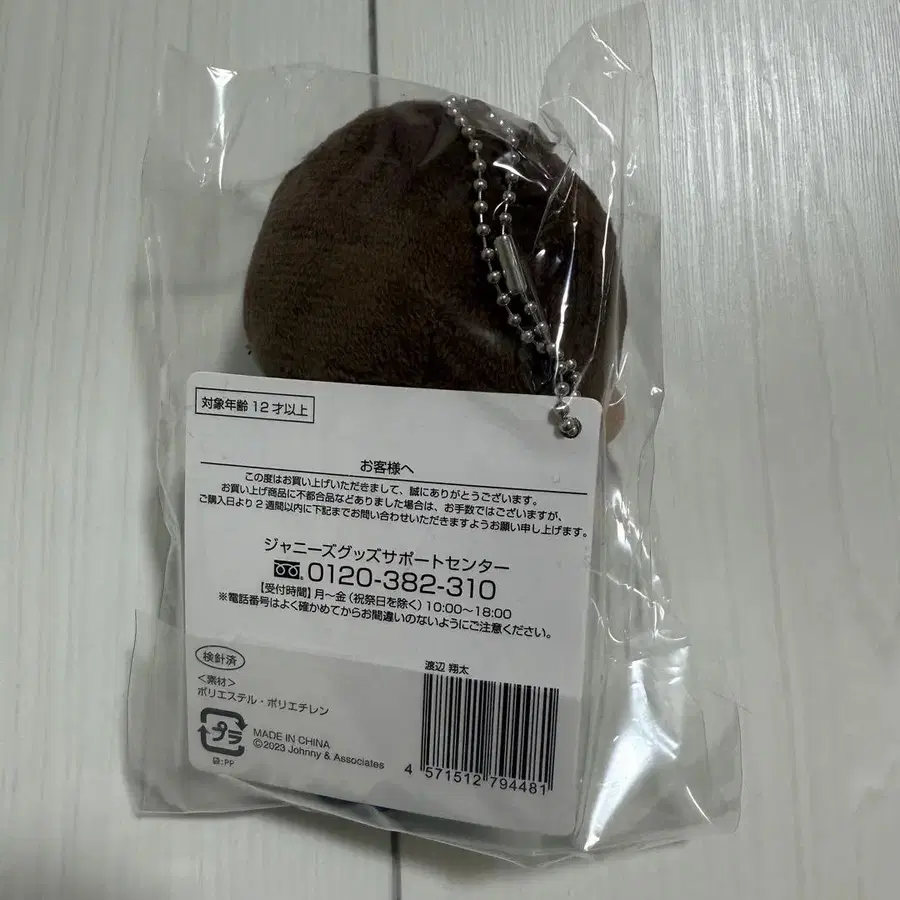 対象年齢 12才以上
お客様へ
この度はお買い上げいただきまして、誠にありがとうございます。
お買い上げ商品に不都合品などありました場合は、お手数ではございますが、
ご購入日より2週間以内に下記までお問い合わせいただきますようお願い申し上げます。
ジャニーズグッズサポートセンター
0120-382-310
【受付時間】月〜金（祝祭日を除く）10:00〜18:00
※電話番号はよく確かめてからお間違いのないようにご注意ください。
検針済
渡辺 翔太
<素材>
ポリエステル・ポリエチレン
プラ
MADE IN CHINA
©2023 Johnny & Associates
4 571512 794481